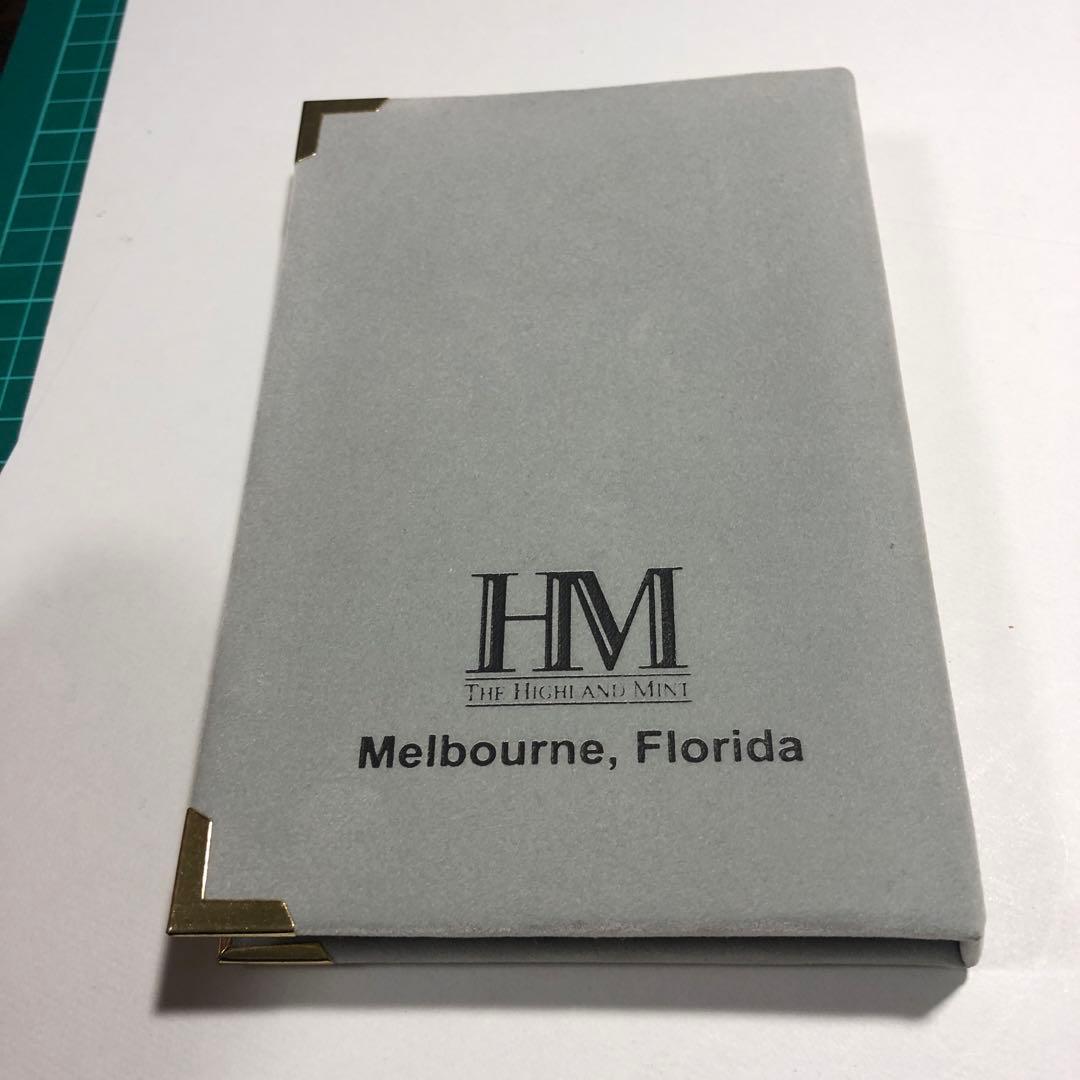 HM
THE HIGHLAND MINT
Melbourne, Florida